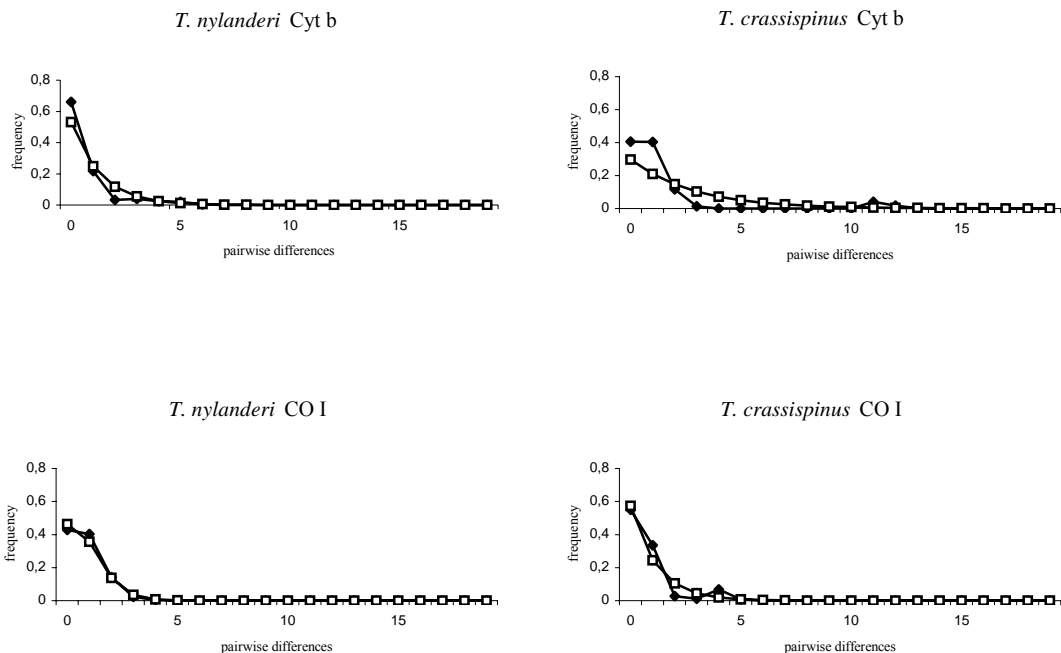 T. nylanderi Cyt b
0,8
0,6
0,4
0,2
0
frequency
0 5 10 15
pairwise differences
T. crassispinus Cyt b
0,8
0,6
0,4
0,2
0
frequency
0 5 10 15
paiwise differences
T. nylanderi CO I
0,8
0,6
0,4
0,2
0
frequency
0 5 10 15
pairwise differences
T. crassispinus CO I
0,8
0,6
0,4
0,2
0
frequency
0 5 10 15
pairwise differences